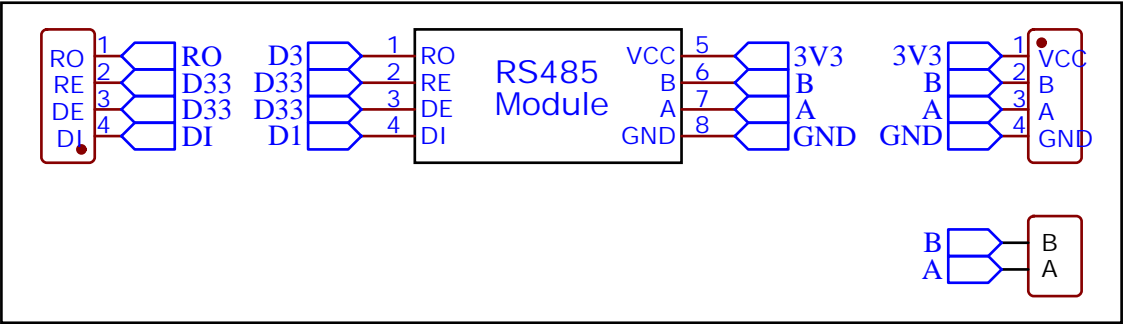 RO 1 RO D3 1 RO VCC 5 3V3 3V3 1 VCC
RE 2 D33 D33 2 RE RS485 B 6 B B 2 B
DE 3 D33 D33 3 DE Module A 7 A A 3 A
DI 4 DI D1 4 DI GND 8 GND GND 4 GND
B B
A A